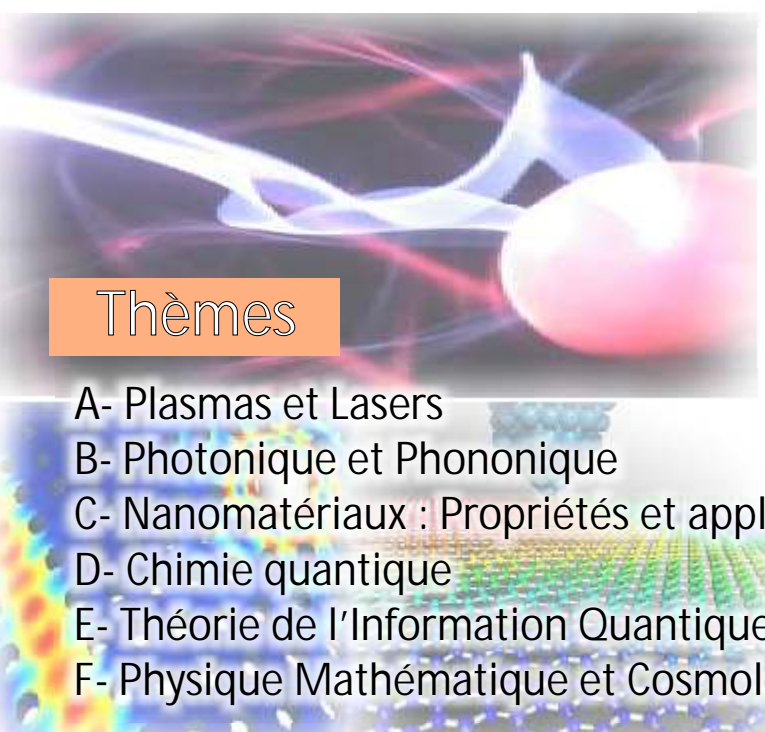 Thèmes
A- Plasmas et Lasers
B- Photonique et Phononique
C- Nanomatériaux : Propriétés et appl
D- Chimie quantique
E- Théorie de l'Information Quantique
F- Physique Mathématique et Cosmol